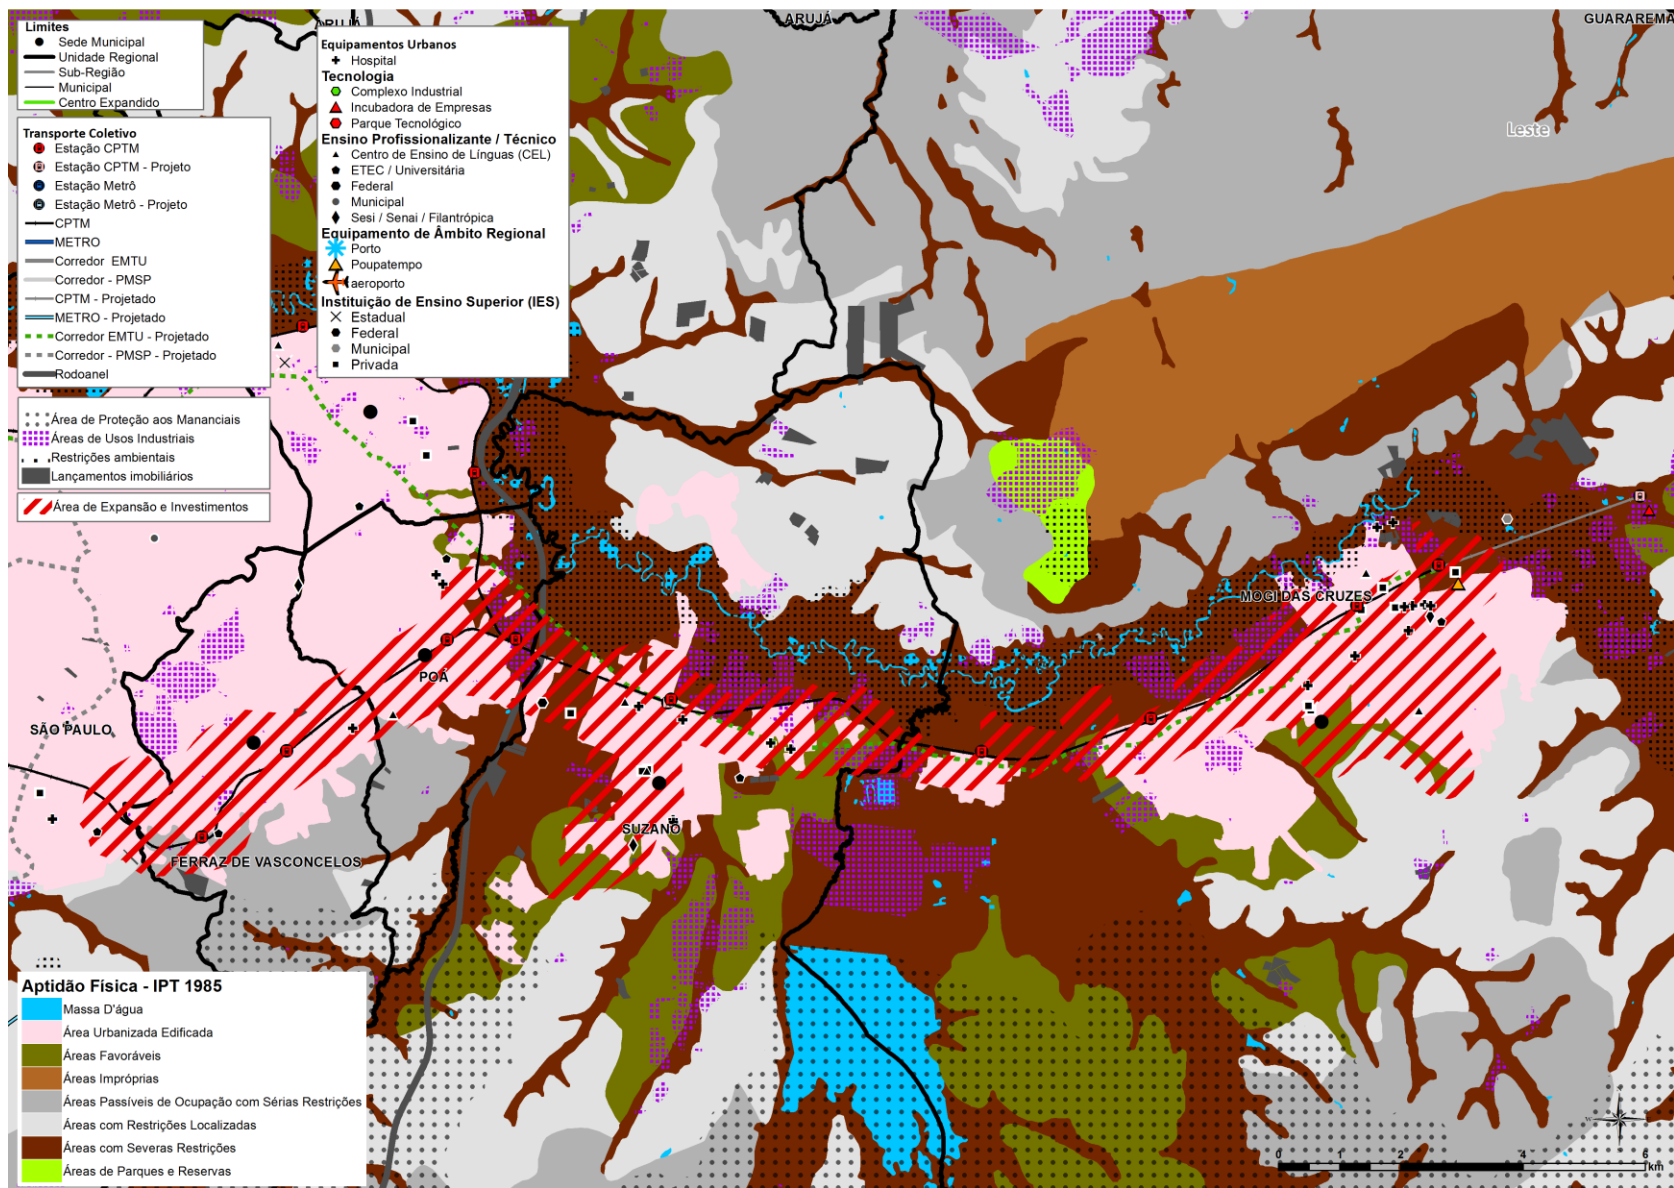 ARUJÁ
ARUJÁ
GUARAREMA
Limites
Sede Municipal
Unidade Regional
Sub-Região
Municipal
Centro Expandido
Transporte Coletivo
Estação CPTM
Estação CPTM - Projeto
Estação Metrô
Estação Metrô - Projeto
CPTM
METRO
Corredor EMTU
Corredor - PMSP
CPTM - Projetado
METRO - Projetado
Corredor EMTU - Projetado
Corredor - PMSP - Projetado
Rodoanel
Área de Proteção aos Mananciais
Áreas de Usos Industriais
Restrições ambientais
Lançamentos imobiliários
Área de Expansão e Investimentos
Equipamentos Urbanos
Hospital
Tecnologia
Complexo Industrial
Incubadora de Empresas
Parque Tecnológico
Ensino Profissionalizante / Técnico
Centro de Ensino de Línguas (CEL)
ETEC / Universitária
Federal
Municipal
Sesi / Senai / Filantrópica
Equipamento de Âmbito Regional
Porto
Poupatempo
aeroporto
Instituição de Ensino Superior (IES)
Estadual
Federal
Municipal
Privada
Leste
MOGI DAS CRUZES
POÁ
SÃO PAULO
SUZANO
FERRAZ DE VASCONCELOS
Aptidão Física - IPT 1985
Massa D'água
Área Urbanizada Edificada
Áreas Favoráveis
Áreas Impróprias
Áreas Passíveis de Ocupação com Sérias Restrições
Áreas com Restrições Localizadas
Áreas com Severas Restrições
Áreas de Parques e Reservas
0 2 4 6
km